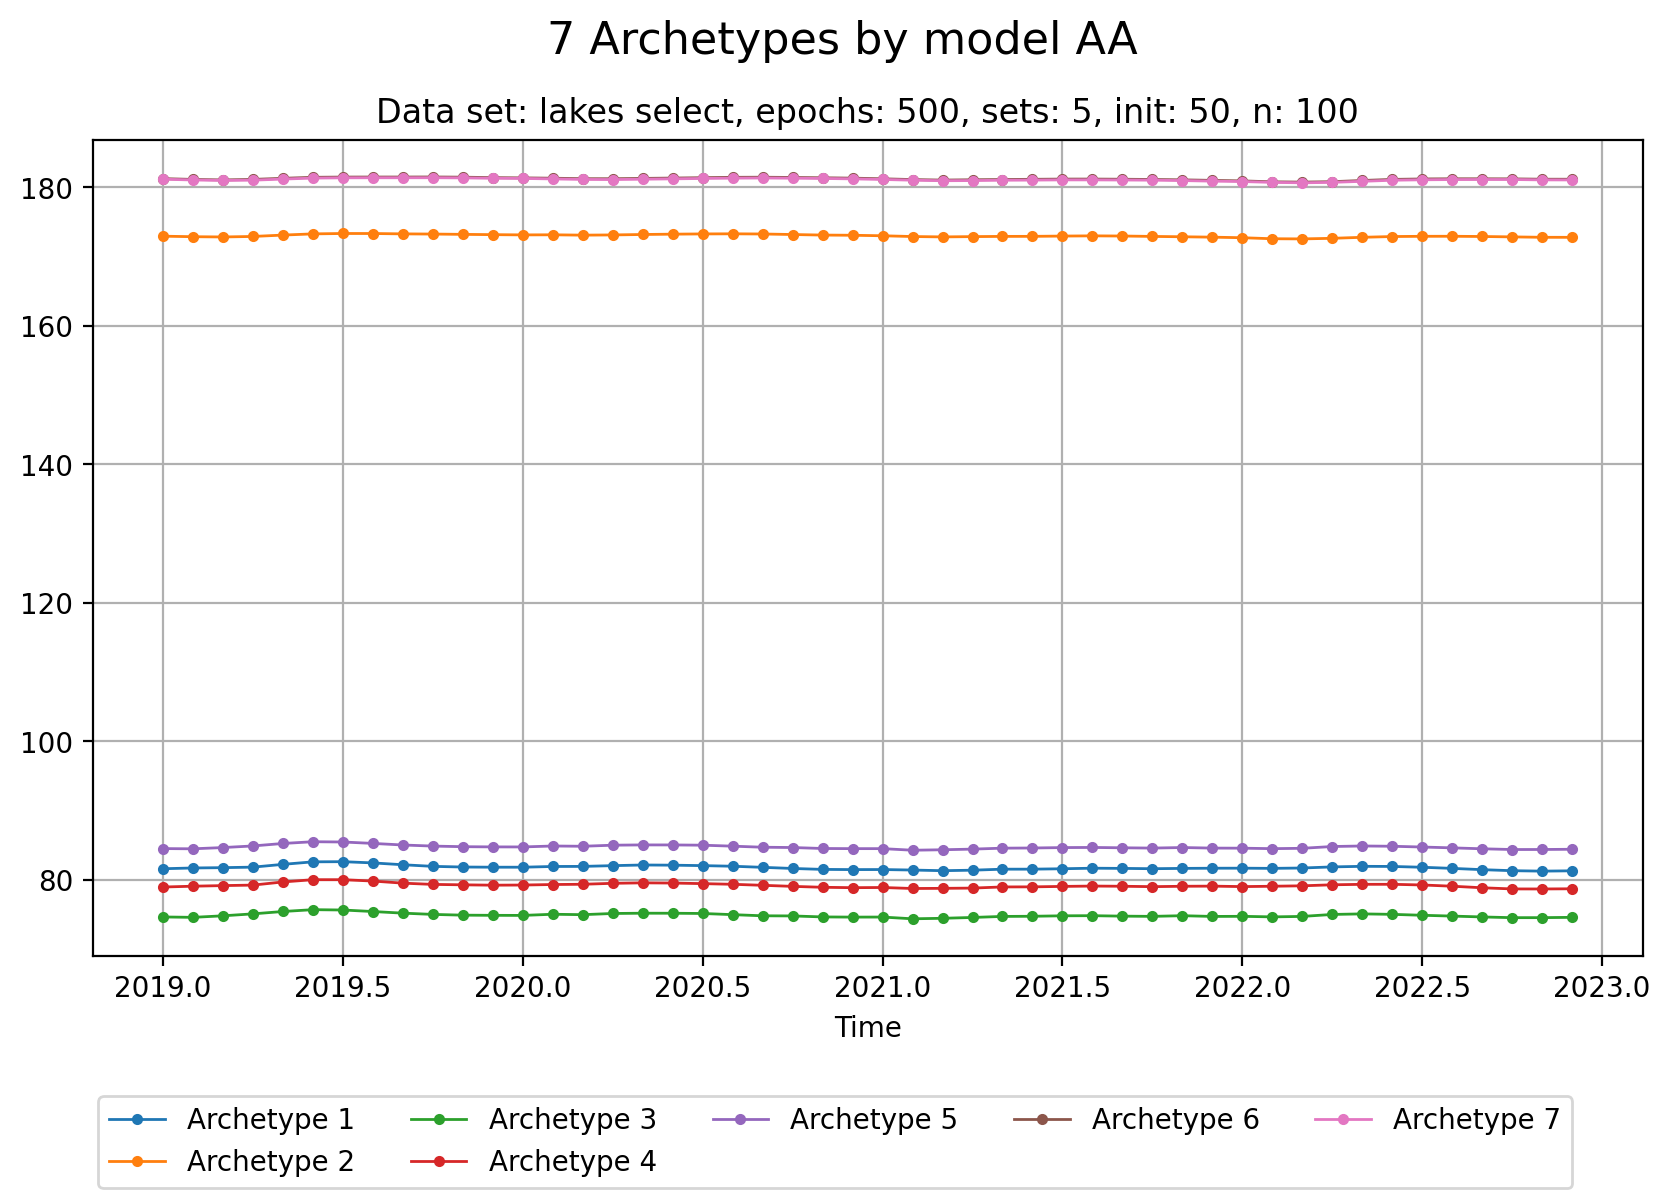 7 Archetypes by model AA
Data set: lakes select, epochs: 500, sets: 5, init: 50, n: 100
180
160
140
120
100
80
2019.0 2019.5 2020.0 2020.5 2021.0 2021.5 2022.0 2022.5 2023.0
Time
Archetype 1 Archetype 3 Archetype 5 Archetype 6 Archetype 7
Archetype 2 Archetype 4